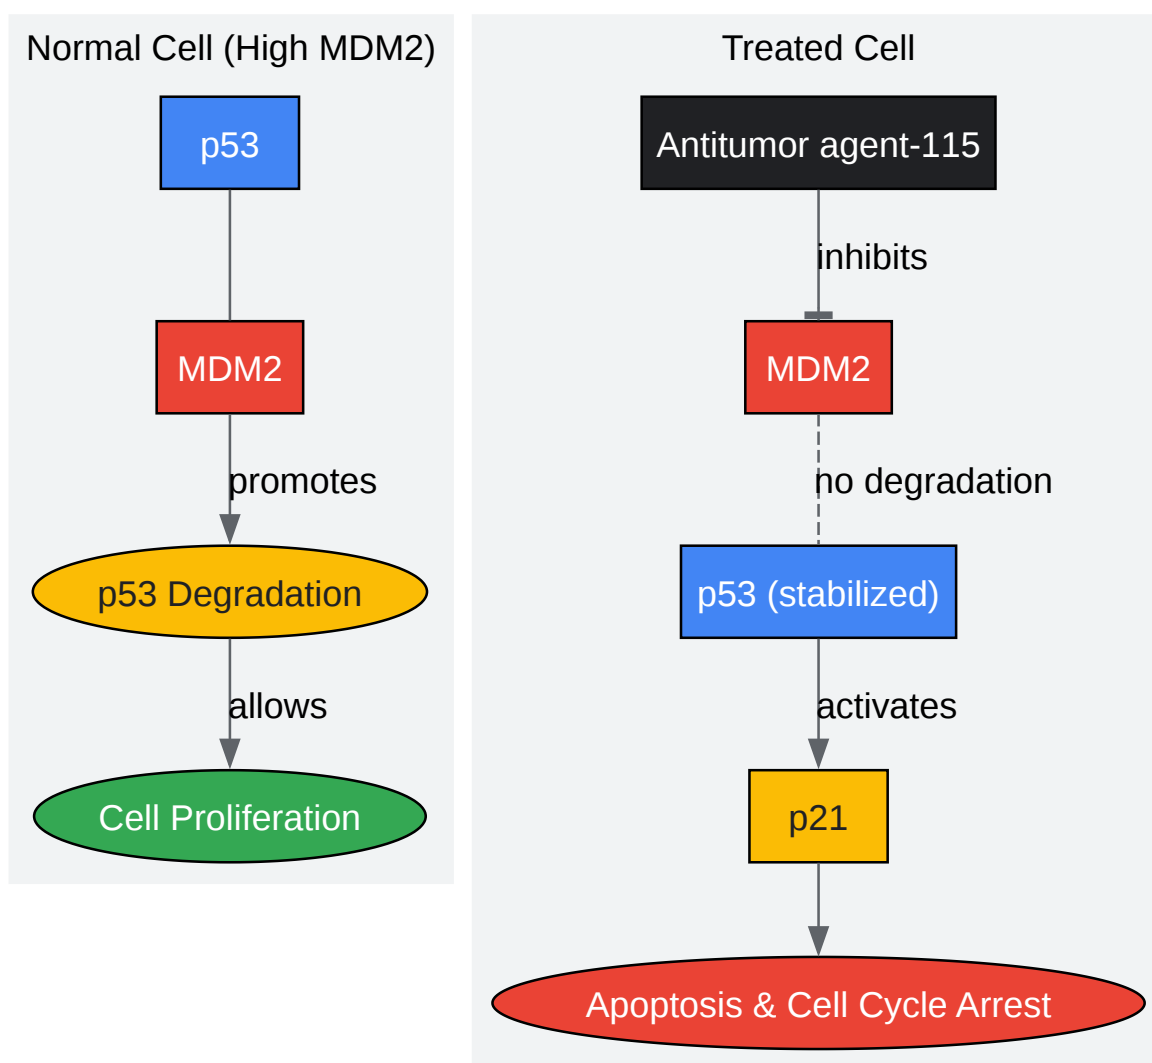 Normal Cell (High MDM2)
p53
MDM2
promotes
p53 Degradation
allows
Cell Proliferation
Treated Cell
Antitumor agent-115
inhibits
MDM2
no degradation
p53 (stabilized)
activates
p21
Apoptosis & Cell Cycle Arrest